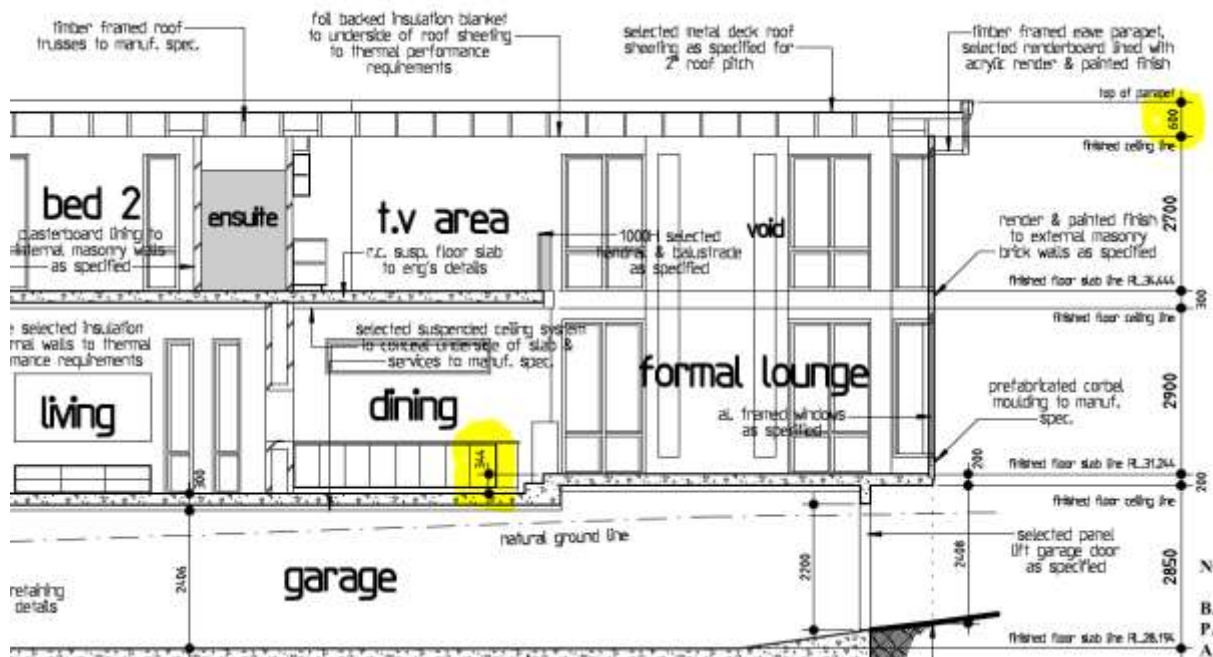 timber framed roof
trusses to manuf. spec.
foil backed insulation blanket
to underside of roof sheeting
to thermal performance
requirements
selected metal deck roof
sheeting as specified for
2° roof pitch
timber framed eave parapet,
selected renderboard lined with
acrylic render & painted finish
top of parapet
600
finished ceiling line
bed 2
ensuite
t.v area
void
plasterboard lining to
internal masonry walls
as specified
r.c. susp. floor slab
to eng's details
1000H selected
handrail & balustrade
as specified
2700
render & painted finish
to external masonry
brick walls as specified
finished floor slab line RL.34.444
300
finished floor ceiling line
selected insulation
walls to thermal
requirements
selected suspended ceiling system
to conceal underside of slab &
services to manuf. spec.
living
dining
formal lounge
al. framed windows
as specified
2900
prefabricated corbel
moulding to manuf.
spec.
344
300
200
finished floor slab line RL.31.244
200
finished floor ceiling line
natural ground line
garage
2406
2200
2408
selected panel
lift garage door
as specified
2850
retaining
details
finished floor slab line RL.28.194
N
B
P
A